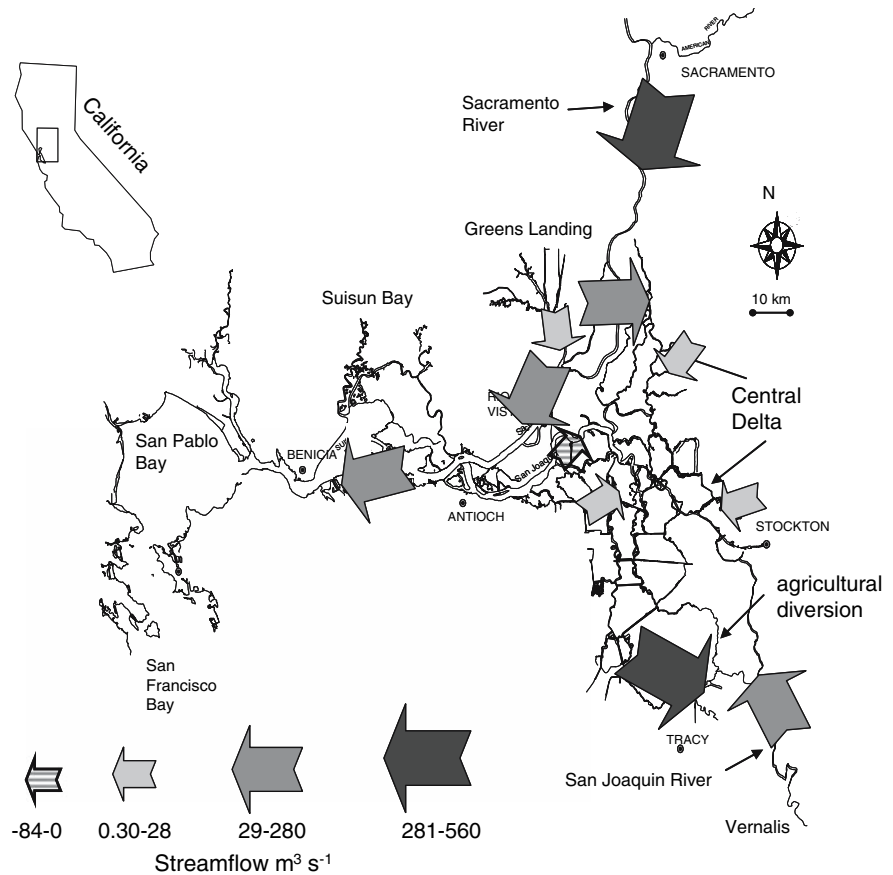 AMERICAN
RIVER
SACRAMENTO
Sacramento
River
California
N
Greens Landing
10 km
Suisun Bay
Central
Delta
San Pablo
Bay
BENICIA
San Joaquin
ANTIOCH
STOCKTON
agricultural
diversion
San
Francisco
Bay
TRACY
San Joaquin River
Vernalis
-84-0
0.30-28
29-280
281-560
Streamflow m³ s⁻¹